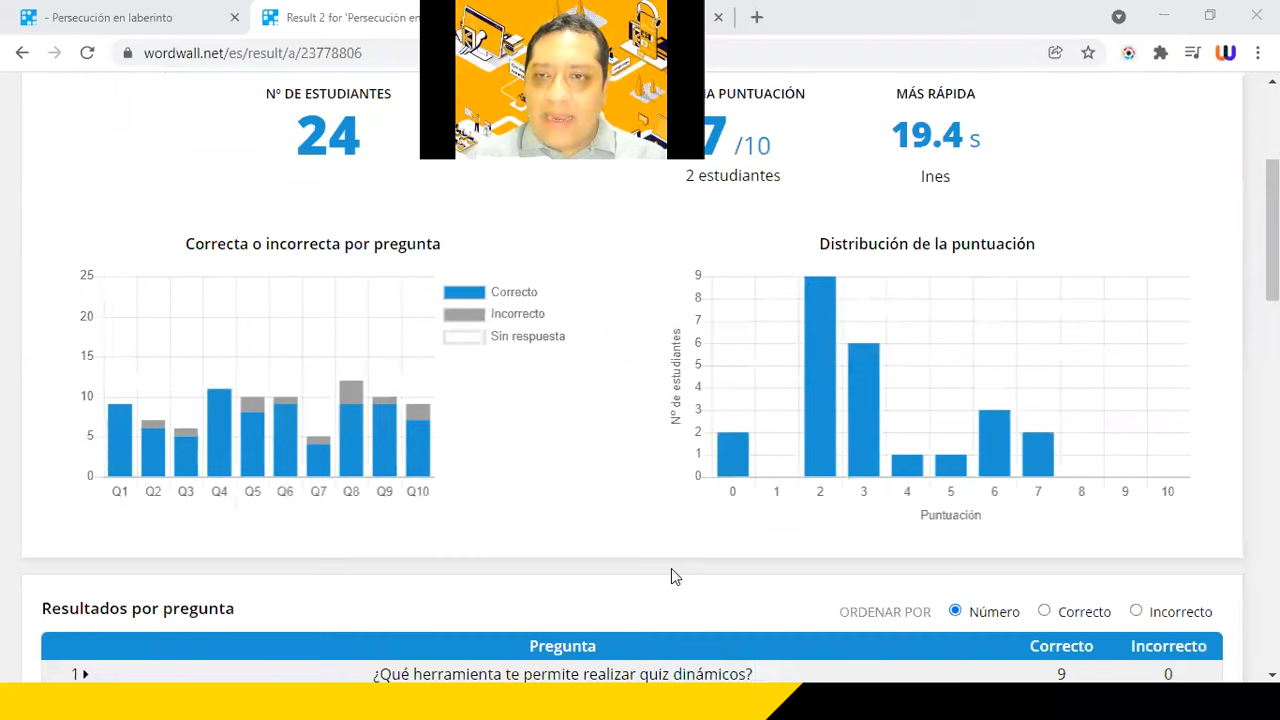 - Persecución en laberinto
Result 2 for 'Persecución en
wordwall.net/es/result/a/23778806
Nº DE ESTUDIANTES
24
A PUNTUACIÓN
7 /10
2 estudiantes
MÁS RÁPIDA
19.4 s
Ines
Correcta o incorrecta por pregunta
25
20
15
10
5
0
Q1 Q2 Q3 Q4 Q5 Q6 Q7 Q8 Q9 Q10
Correcto
Incorrecto
Sin respuesta
Distribución de la puntuación
Nº de estudiantes
9
8
7
6
5
4
3
2
1
0
0 1 2 3 4 5 6 7 8 9 10
Puntuación
Resultados por pregunta
ORDENAR POR Número Correcto Incorrecto
Pregunta Correcto Incorrecto
1 ¿Qué herramienta te permite realizar quiz dinámicos? 9 0